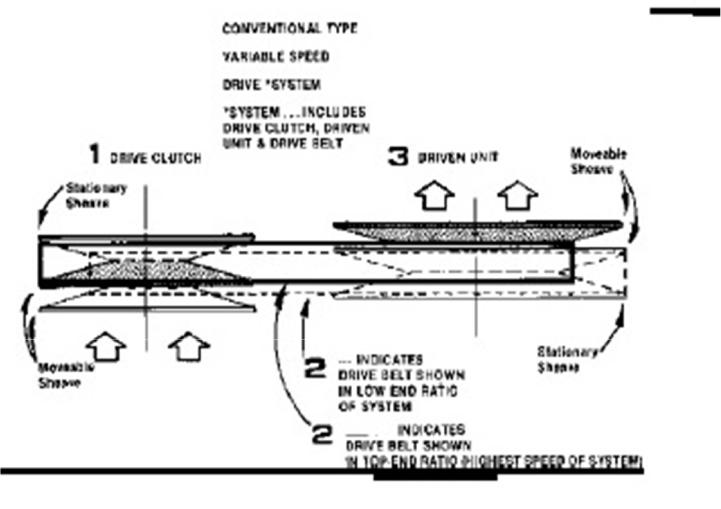 CONVENTIONAL TYPE
VARIABLE SPEED
DRIVE *SYSTEM
*SYSTEM ... INCLUDES
DRIVE CLUTCH, DRIVEN
UNIT & DRIVE BELT
1 DRIVE CLUTCH
3 DRIVEN UNIT
Moveable
Sheave
Stationary
Sheave
Moveable
Sheave
Stationary
Sheave
2 --- INDICATES
DRIVE BELT SHOWN
IN LOW END RATIO
OF SYSTEM
2 ___ INDICATES
DRIVE BELT SHOWN
IN TOP-END RATIO (HIGHEST SPEED OF SYSTEM)